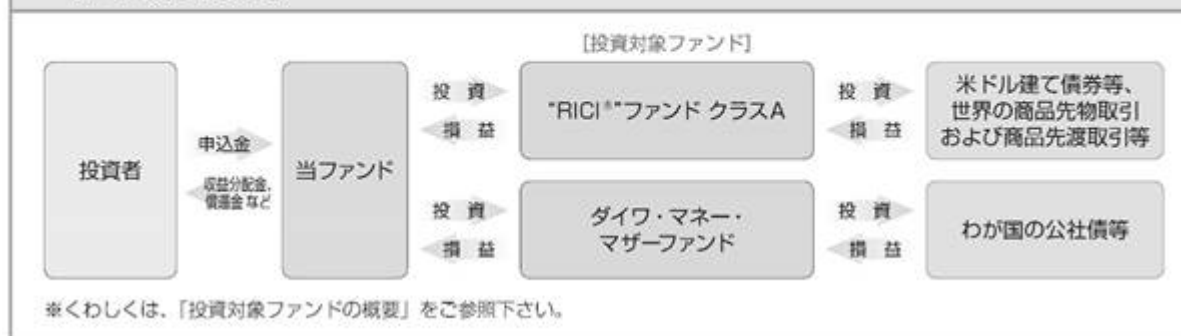 [投資対象ファンド]
投資者
申込金
収益分配金、
償還金 など
当ファンド
投 資
損 益
"RICI®"ファンド クラスA
投 資
損 益
米ドル建て債券等、
世界の商品先物取引
および商品先渡取引等
投 資
損 益
ダイワ・マネー・
マザーファンド
投 資
損 益
わが国の公社債等
※くわしくは、「投資対象ファンドの概要」をご参照下さい。